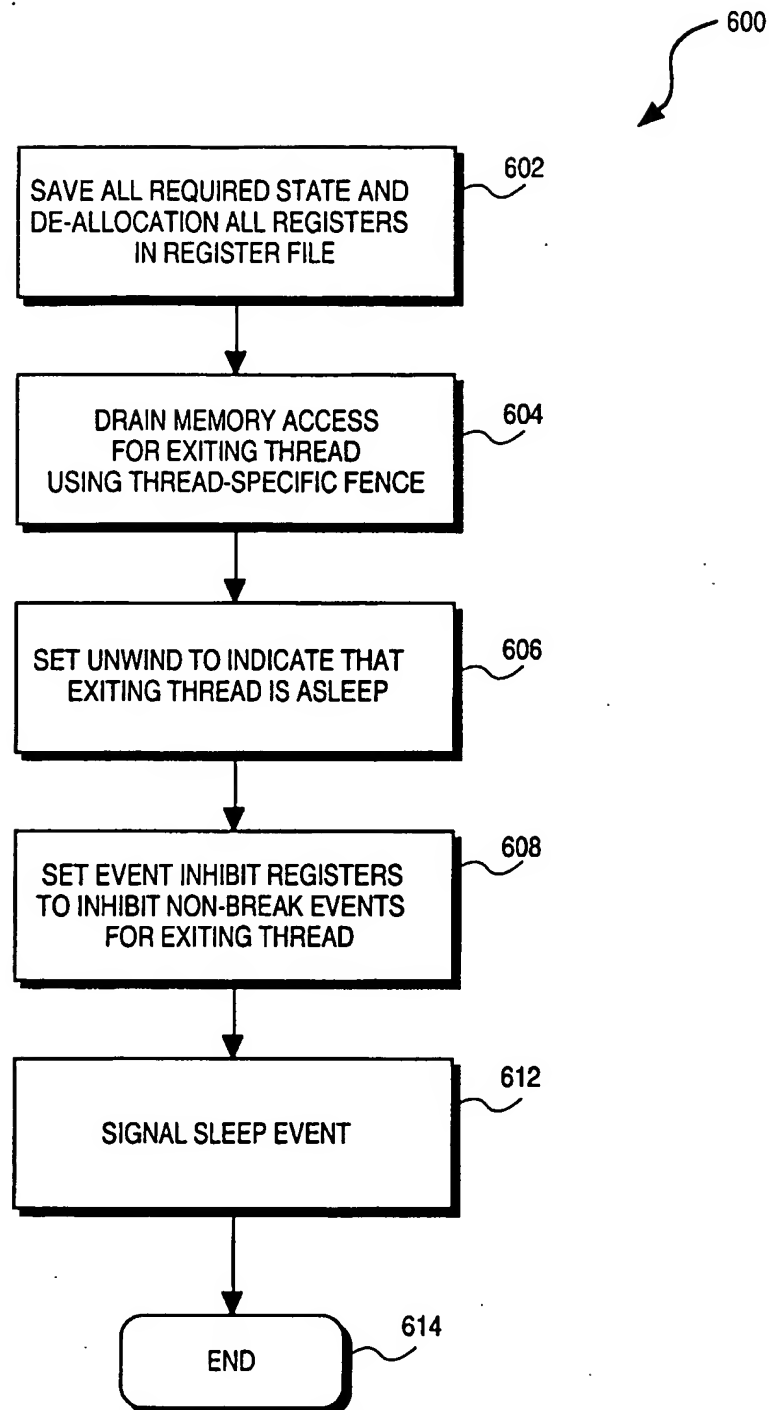 600
602
SAVE ALL REQUIRED STATE AND
DE-ALLOCATION ALL REGISTERS
IN REGISTER FILE
604
DRAIN MEMORY ACCESS
FOR EXITING THREAD
USING THREAD-SPECIFIC FENCE
606
SET UNWIND TO INDICATE THAT
EXITING THREAD IS ASLEEP
608
SET EVENT INHIBIT REGISTERS
TO INHIBIT NON-BREAK EVENTS
FOR EXITING THREAD
612
SIGNAL SLEEP EVENT
614
END